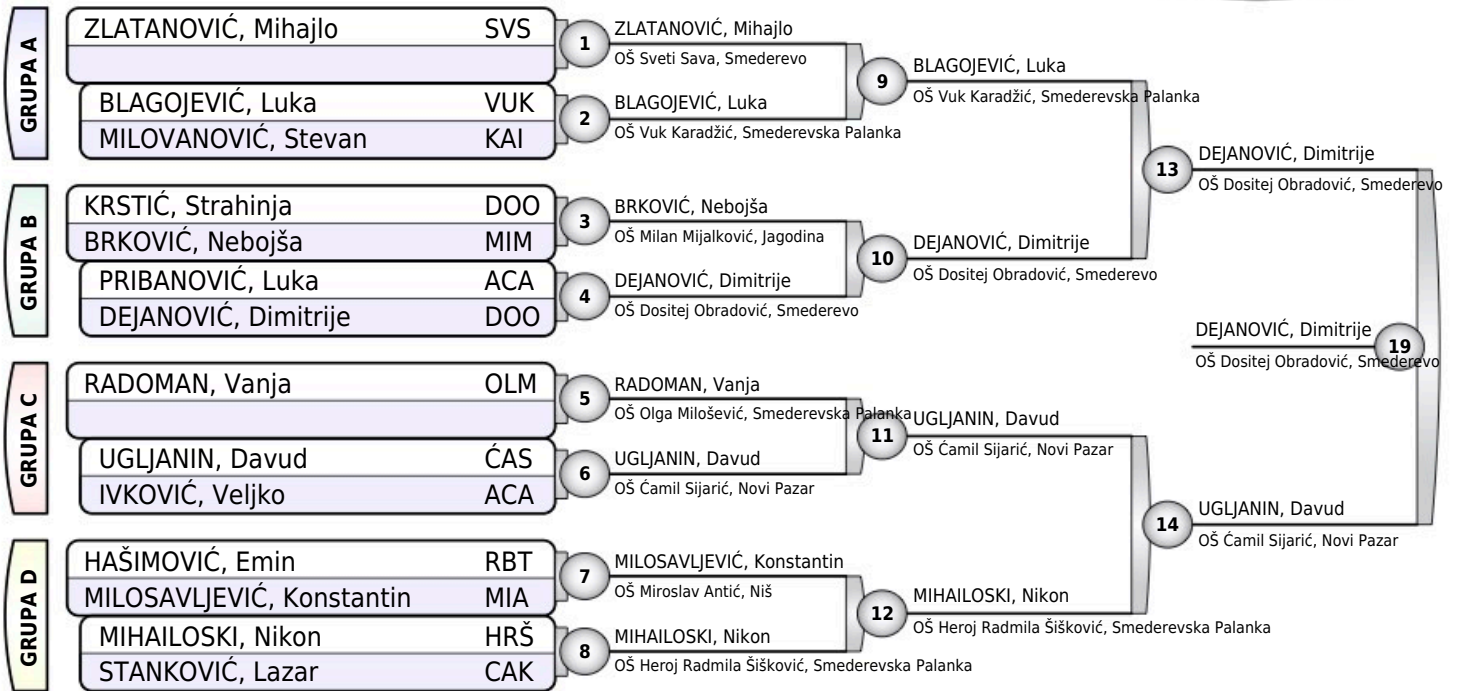 GRUPA A
ZLATANOVIĆ, Mihajlo SVS
BLAGOJEVIĆ, Luka VUK
MILOVANOVIĆ, Stevan KAI
GRUPA B
KRSTIĆ, Strahinja DOO
BRKOVIĆ, Nebojša MIM
PRIBANOVIĆ, Luka ACA
DEJANOVIĆ, Dimitrije DOO
GRUPA C
RADOMAN, Vanja OLM
UGLJANIN, Davud ĆAS
IVKOVIĆ, Veljko ACA
GRUPA D
HAŠIMOVIĆ, Emin RBT
MILOSAVLJEVIĆ, Konstantin MIA
MIHAILOSKI, Nikon HRŠ
STANKOVIĆ, Lazar CAK
1
ZLATANOVIĆ, Mihajlo
OŠ Sveti Sava, Smederevo
2
BLAGOJEVIĆ, Luka
OŠ Vuk Karadžić, Smederevska Palanka
3
BRKOVIĆ, Nebojša
OŠ Milan Mijalković, Jagodina
4
DEJANOVIĆ, Dimitrije
OŠ Dositej Obradović, Smederevo
5
RADOMAN, Vanja
OŠ Olga Milošević, Smederevska Palanka
6
UGLJANIN, Davud
OŠ Ćamil Sijarić, Novi Pazar
7
MILOSAVLJEVIĆ, Konstantin
OŠ Miroslav Antić, Niš
8
MIHAILOSKI, Nikon
OŠ Heroj Radmila Šišković, Smederevska Palanka
9
BLAGOJEVIĆ, Luka
OŠ Vuk Karadžić, Smederevska Palanka
10
DEJANOVIĆ, Dimitrije
OŠ Dositej Obradović, Smederevo
11
UGLJANIN, Davud
OŠ Ćamil Sijarić, Novi Pazar
12
MIHAILOSKI, Nikon
OŠ Heroj Radmila Šišković, Smederevska Palanka
13
DEJANOVIĆ, Dimitrije
OŠ Dositej Obradović, Smederevo
14
UGLJANIN, Davud
OŠ Ćamil Sijarić, Novi Pazar
DEJANOVIĆ, Dimitrije
19
OŠ Dositej Obradović, Smederevo